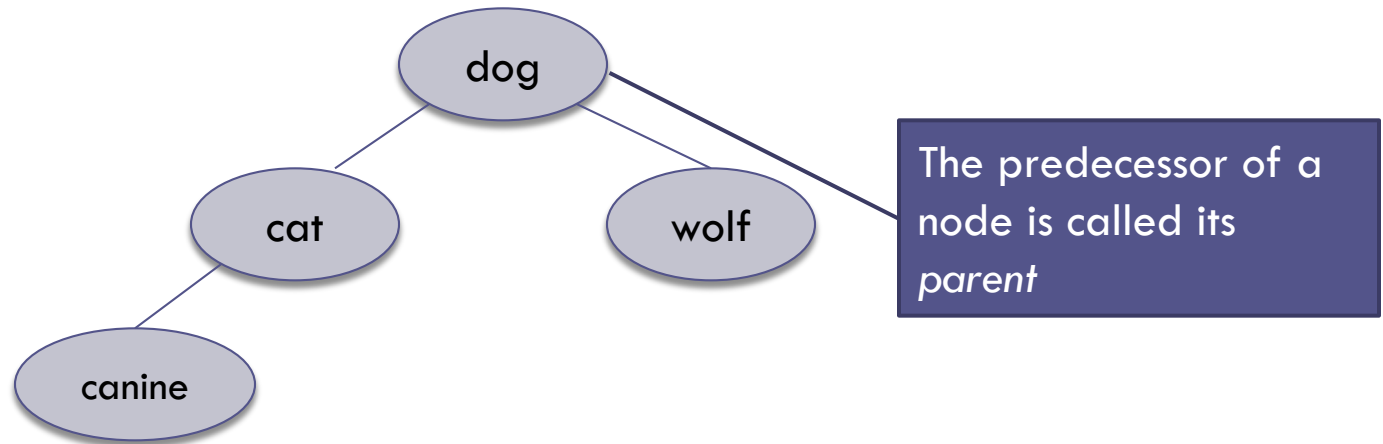 dog
cat
wolf
The predecessor of a
node is called its
parent
canine